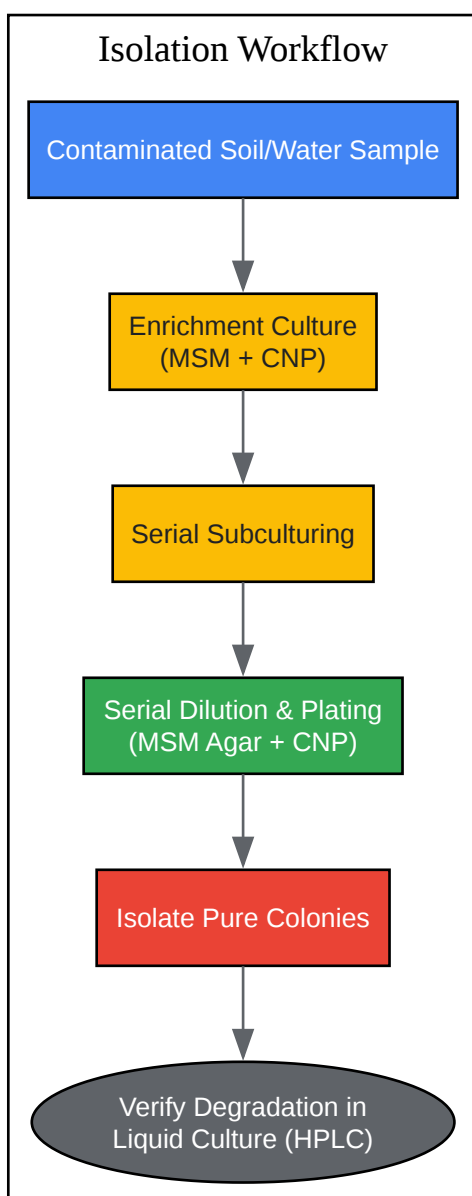 Isolation Workflow
Contaminated Soil/Water Sample
Enrichment Culture
(MSM + CNP)
Serial Subculturing
Serial Dilution & Plating
(MSM Agar + CNP)
Isolate Pure Colonies
Verify Degradation in
Liquid Culture (HPLC)